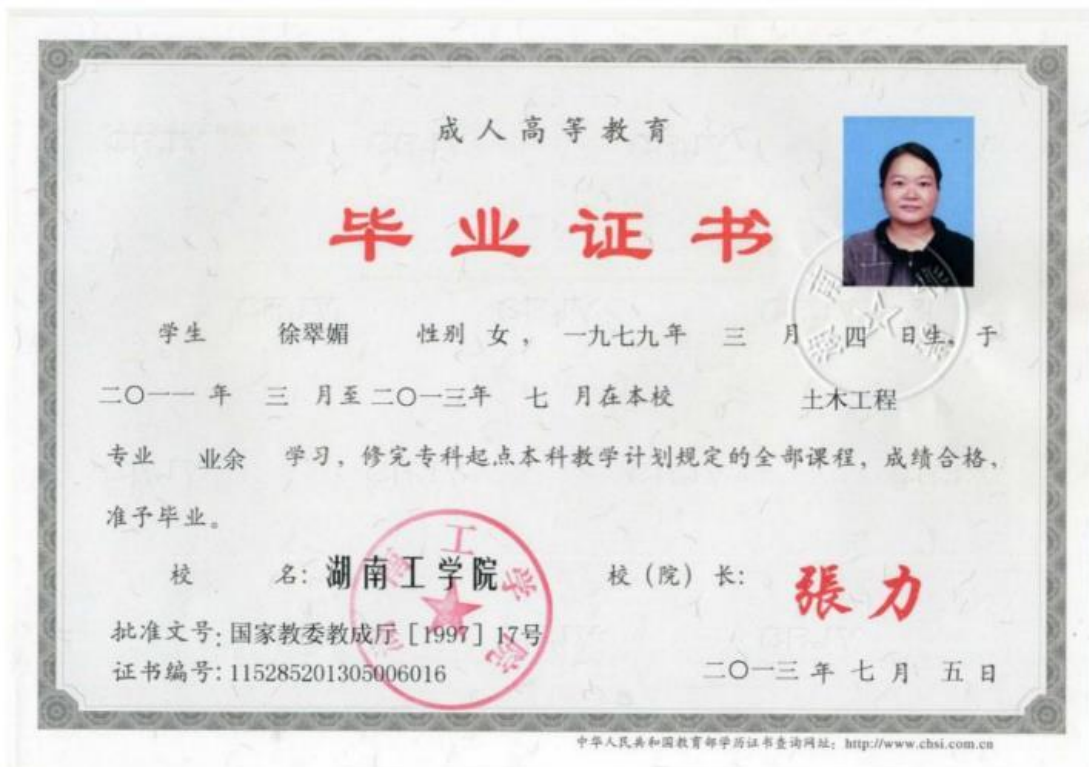 成人高等教育
毕业证书
学生 徐翠媚 性别 女， 一九七九年 三 月 四 日生，于
二〇一一 年 三 月至二〇一三年 七 月在本校 土木工程
专业 业余 学习，修完专科起点本科教学计划规定的全部课程，成绩合格，
准予毕业。
校 名：湖南工学院 校（院）长：張力
批准文号：国家教委教成厅［1997］17号
证书编号：115285201305006016 二〇一三年 七 月 五 日
湖南工学院
中华人民共和国教育部学历证书查询网址：http://www.chsi.com.cn